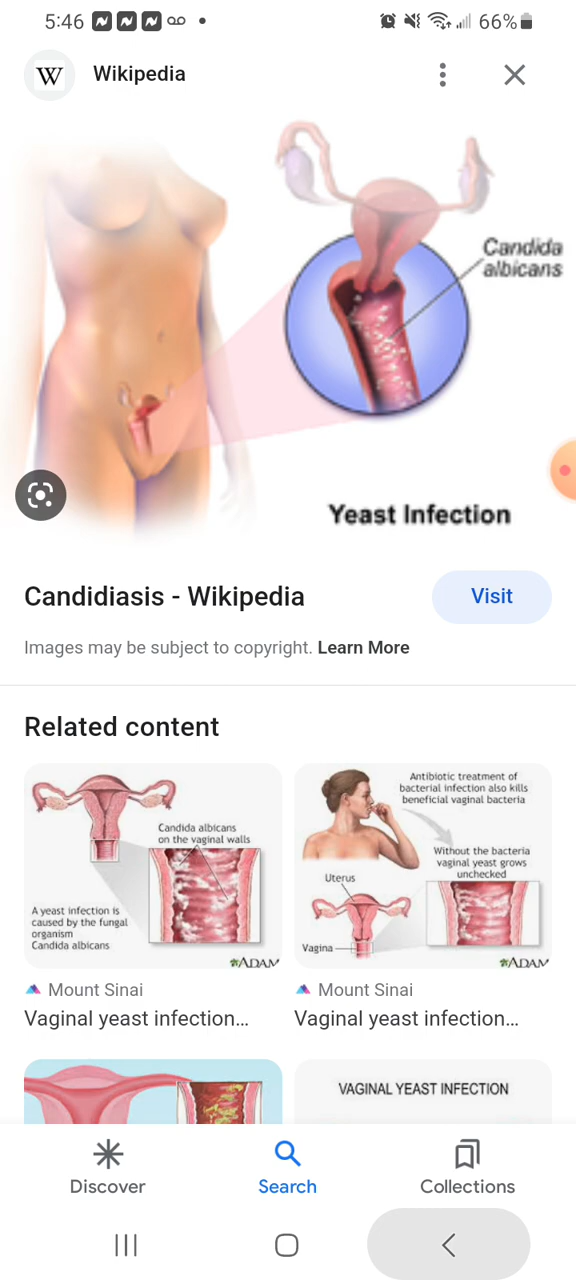 5:46
66%
W
Wikipedia
Candida
albicans
Yeast Infection
Candidiasis - Wikipedia
Visit
Images may be subject to copyright. Learn More
Related content
Candida albicans
on the vaginal walls
A yeast infection is
caused by the fungal
organism
Candida albicans
ADAM
Antibiotic treatment of
bacterial infection also kills
beneficial vaginal bacteria
Without the bacteria
vaginal yeast grows
unchecked
Uterus
Vagina
ADAM
Mount Sinai
Vaginal yeast infection...
Mount Sinai
Vaginal yeast infection...
VAGINAL YEAST INFECTION
Discover
Search
Collections